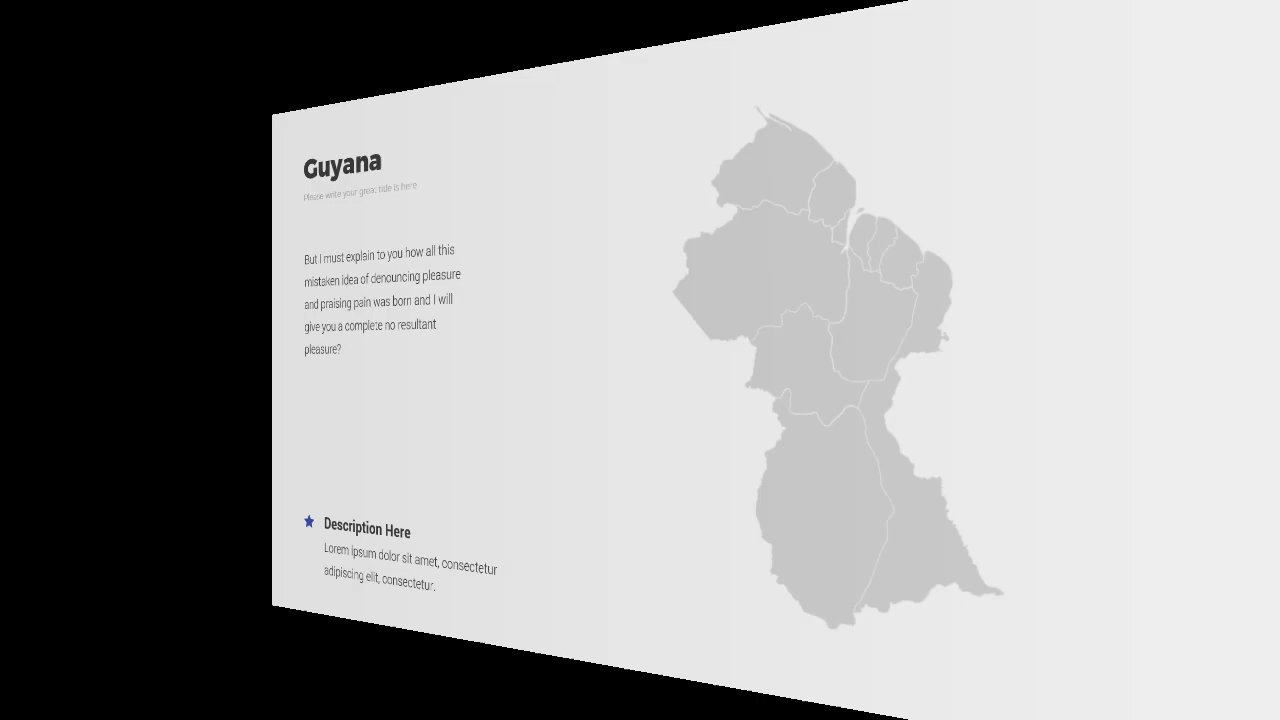 Guyana
Please write your great title is here
But I must explain to you how all this
mistaken idea of denouncing pleasure
and praising pain was born and I will
give you a complete no resultant
pleasure?
Description Here
Lorem ipsum dolor sit amet, consectetur
adipiscing elit, consectetur.